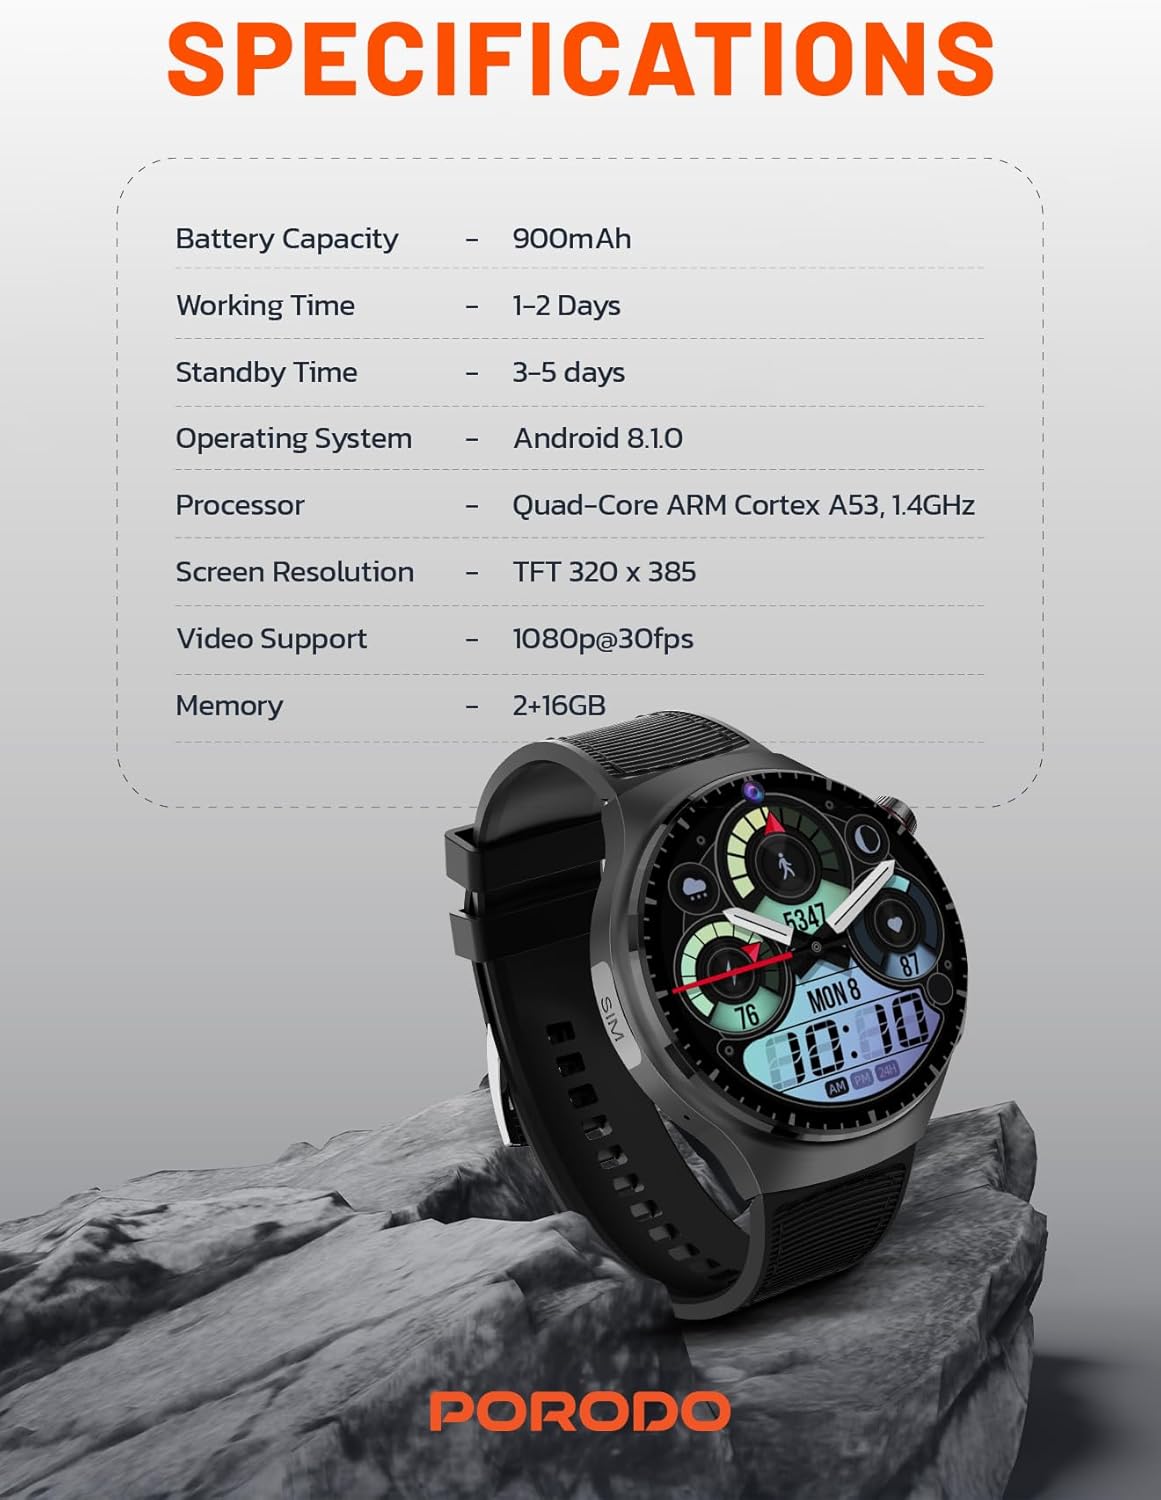 SPECIFICATIONS
Battery Capacity - 900mAh
Working Time - 1-2 Days
Standby Time - 3-5 days
Operating System - Android 8.1.0
Processor - Quad-Core ARM Cortex A53, 1.4GHz
Screen Resolution - TFT 320 x 385
Video Support - 1080p@30fps
Memory - 2+16GB
5347
87
76
MON 8
10:10
AM PM 24H
SIM
PORODO